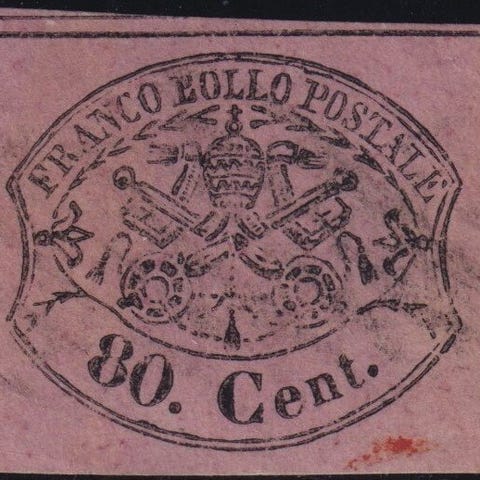 FRANCO BOLLO POSTALE
80. Cent.